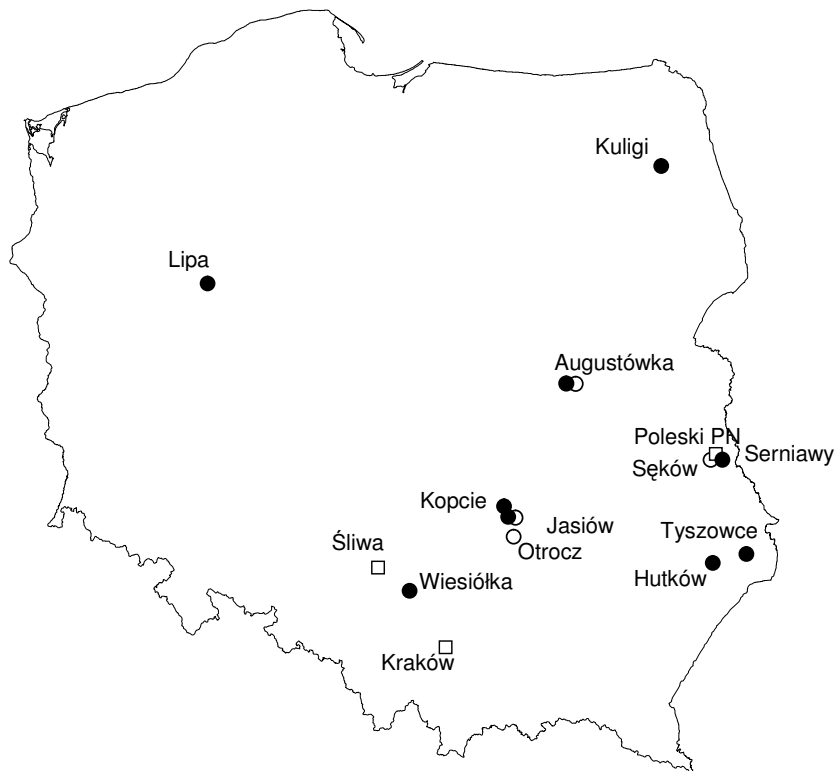 Kuligi
Lipa
Augustówka
Poleski PN
Serniawy
Sęków
Kopcie
Jasiów
Tyszowce
Śliwa
Otrocz
Hutków
Wiesiółka
Kraków